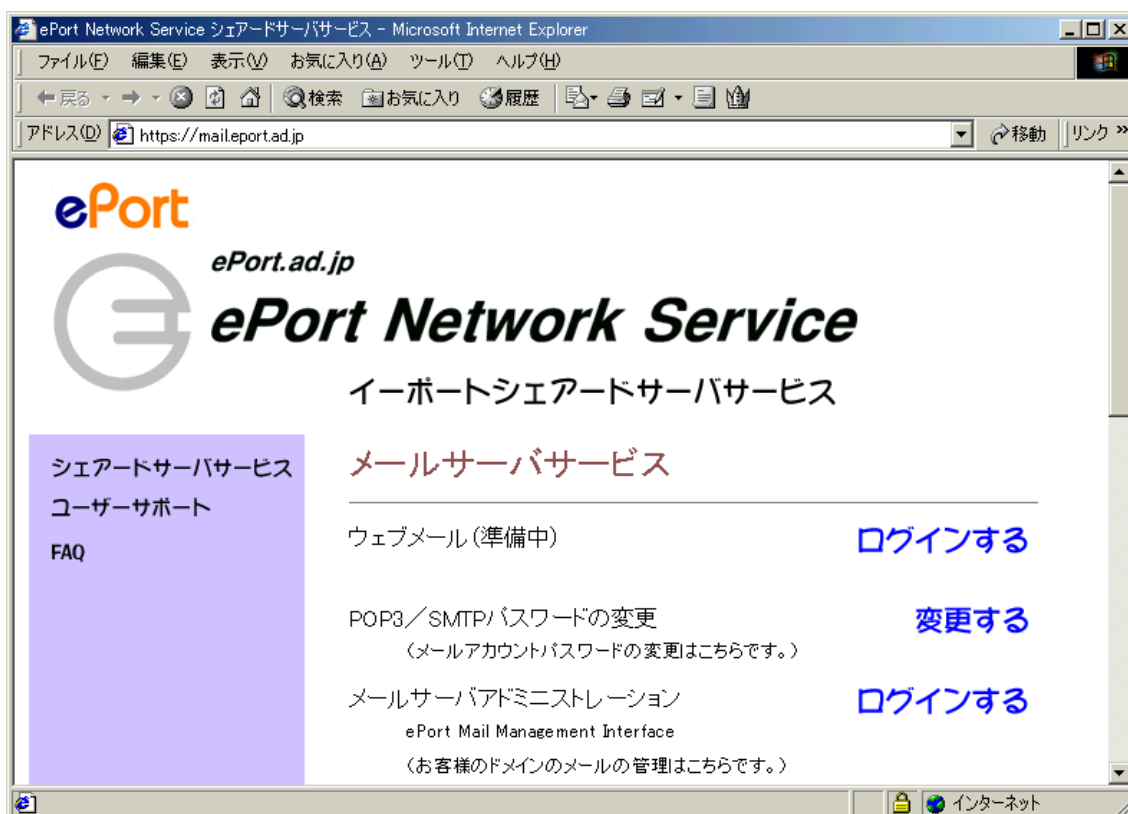 ePort Network Service シェアードサーバサービス - Microsoft Internet Explorer
ファイル(F) 編集(E) 表示(V) お気に入り(A) ツール(T) ヘルプ(H)
戻る 検索 お気に入り 履歴
アドレス(D) https://mail.eport.ad.jp 移動 リンク »
ePort
ePort.ad.jp
ePort Network Service
イーポートシェアードサーバサービス
シェアードサーバサービス
ユーザーサポート
FAQ
メールサーバサービス
ウェブメール(準備中) ログインする
POP3/SMTPパスワードの変更 変更する
(メールアカウントパスワードの変更はこちらです。)
メールサーバアドミニストレーション ログインする
ePort Mail Management Interface
(お客様のドメインのメールの管理はこちらです。)
インターネット